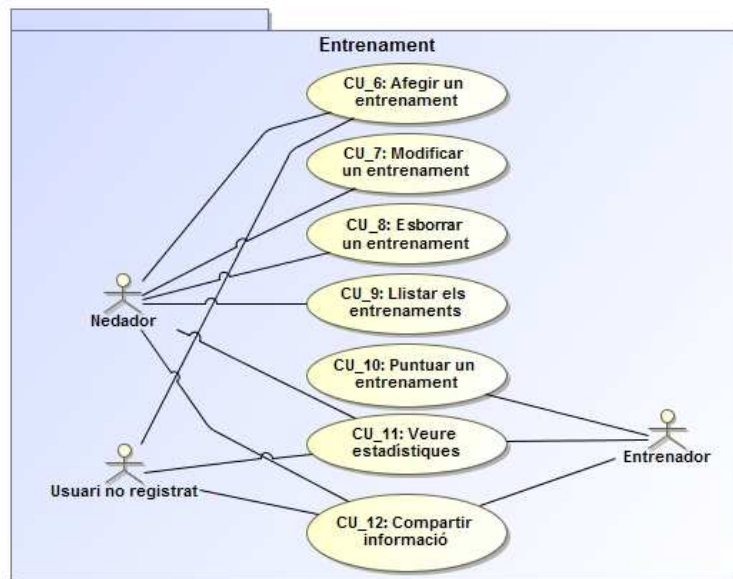 Entrenament
CU_6: Afegir un
entrenament
CU_7: Modificar
un entrenament
CU_8: Esborrar
un entrenament
CU_9: Llistar els
entrenaments
Nedador
CU_10: Puntuar un
entrenament
CU_11: Veure
estadístiques
Entrenador
Usuari no registrat
CU_12: Compartir
informació